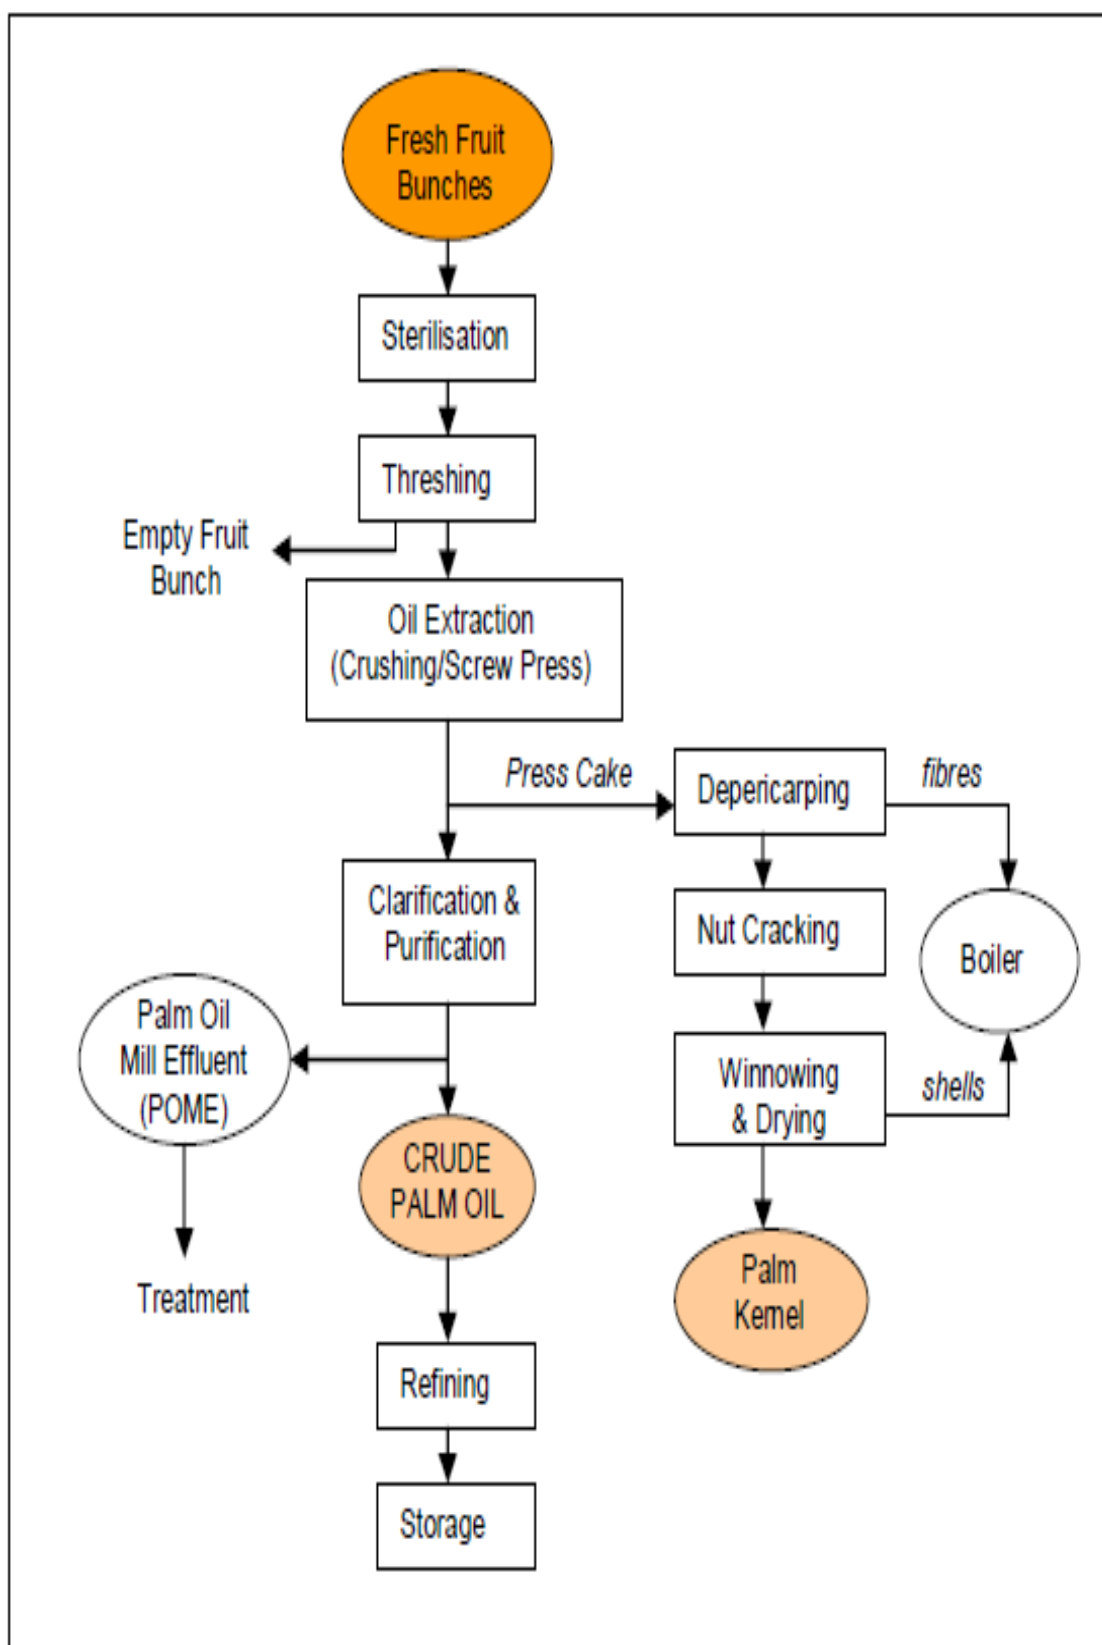 Fresh Fruit
Bunches
Sterilisation
Threshing
Empty Fruit
Bunch
Oil Extraction
(Crushing/Screw Press)
Press Cake
Depericarping
fibres
Clarification &
Purification
Nut Cracking
Boiler
Palm Oil
Mill Effluent
(POME)
Winnowing
& Drying
shells
CRUDE
PALM OIL
Treatment
Palm
Kernel
Refining
Storage